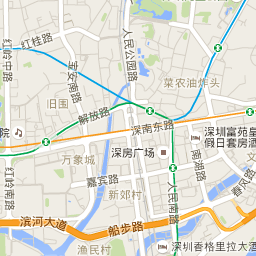 红桂路
人民公园路
红岭中路
宝安南路
菜农油炸头
旧围
解放路
深南东路
院
深圳富苑皇
假日套房酒
万象城
深房广场
红岭南路
嘉宾路
南湖路
新郊村
春风路
人民南路
滨河大道
船步路
渔民村
深圳香格里拉大酒